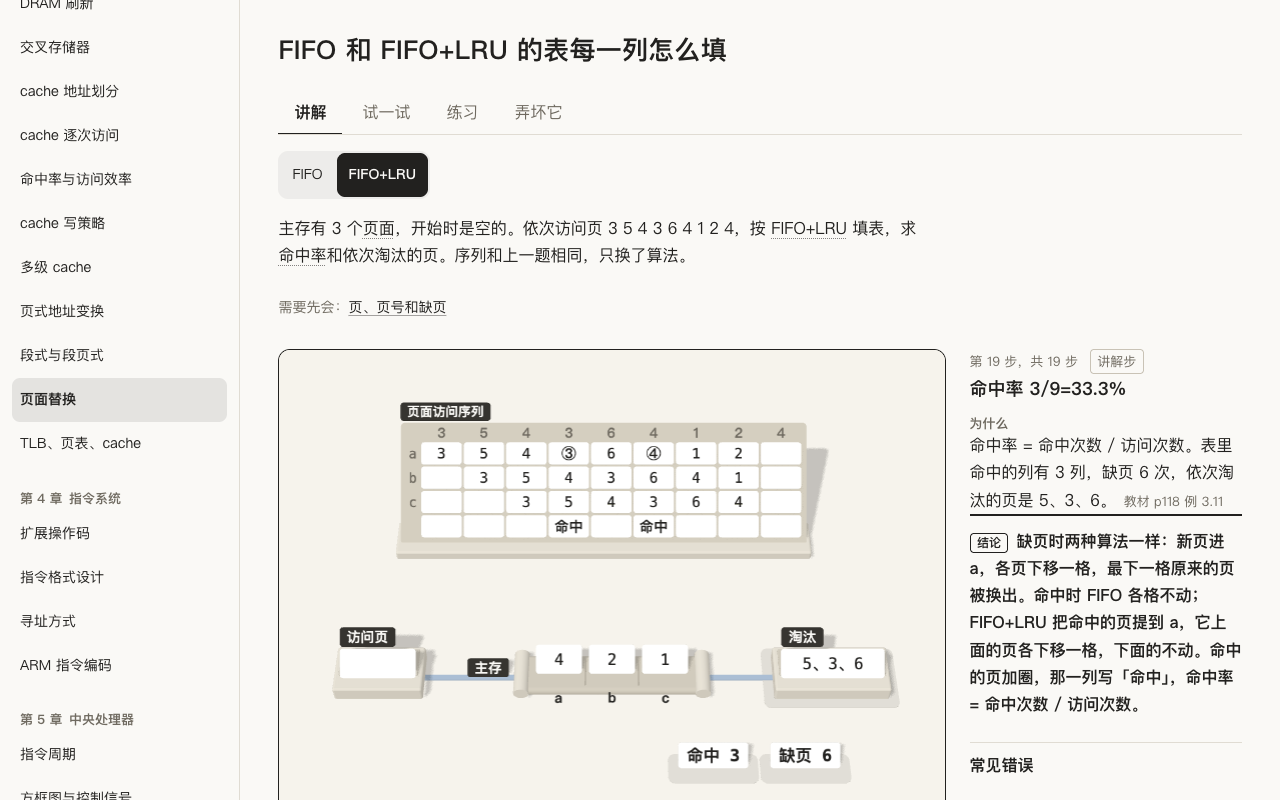 DRAM 刷新
交叉存储器
cache 地址划分
cache 逐次访问
命中率与访问效率
cache 写策略
多级 cache
页式地址变换
段式与段页式
页面替换
TLB、页表、cache
第 4 章 指令系统
扩展操作码
指令格式设计
寻址方式
ARM 指令编码
第 5 章 中央处理器
指令周期
方框图与控制信号
FIFO 和 FIFO+LRU 的表每一列怎么填
讲解 试一试 练习 弄坏它
FIFO FIFO+LRU
主存有 3 个页面，开始时是空的。依次访问页 3 5 4 3 6 4 1 2 4，按 FIFO+LRU 填表，求
命中率和依次淘汰的页。序列和上一题相同，只换了算法。
需要先会：页、页号和缺页
页面访问序列
3 5 4 3 6 4 1 2 4
a 3 5 4 ③ 6 ④ 1 2
b 3 5 4 3 6 4 1
c 3 5 4 3 6 4
命中 命中
访问页
主存
4 2 1
a b c
淘汰
5、3、6
命中 3 缺页 6
第 19 步，共 19 步 讲解步
命中率 3/9=33.3%
为什么
命中率 = 命中次数 / 访问次数。表里
命中的列有 3 列，缺页 6 次，依次淘
汰的页是 5、3、6。 教材 p118 例 3.11
结论 缺页时两种算法一样：新页进
a，各页下移一格，最下一格原来的页
被换出。命中时 FIFO 各格不动；
FIFO+LRU 把命中的页提到 a，它上
面的页各下移一格，下面的不动。命中
的页加圈，那一列写「命中」，命中率
= 命中次数 / 访问次数。
常见错误